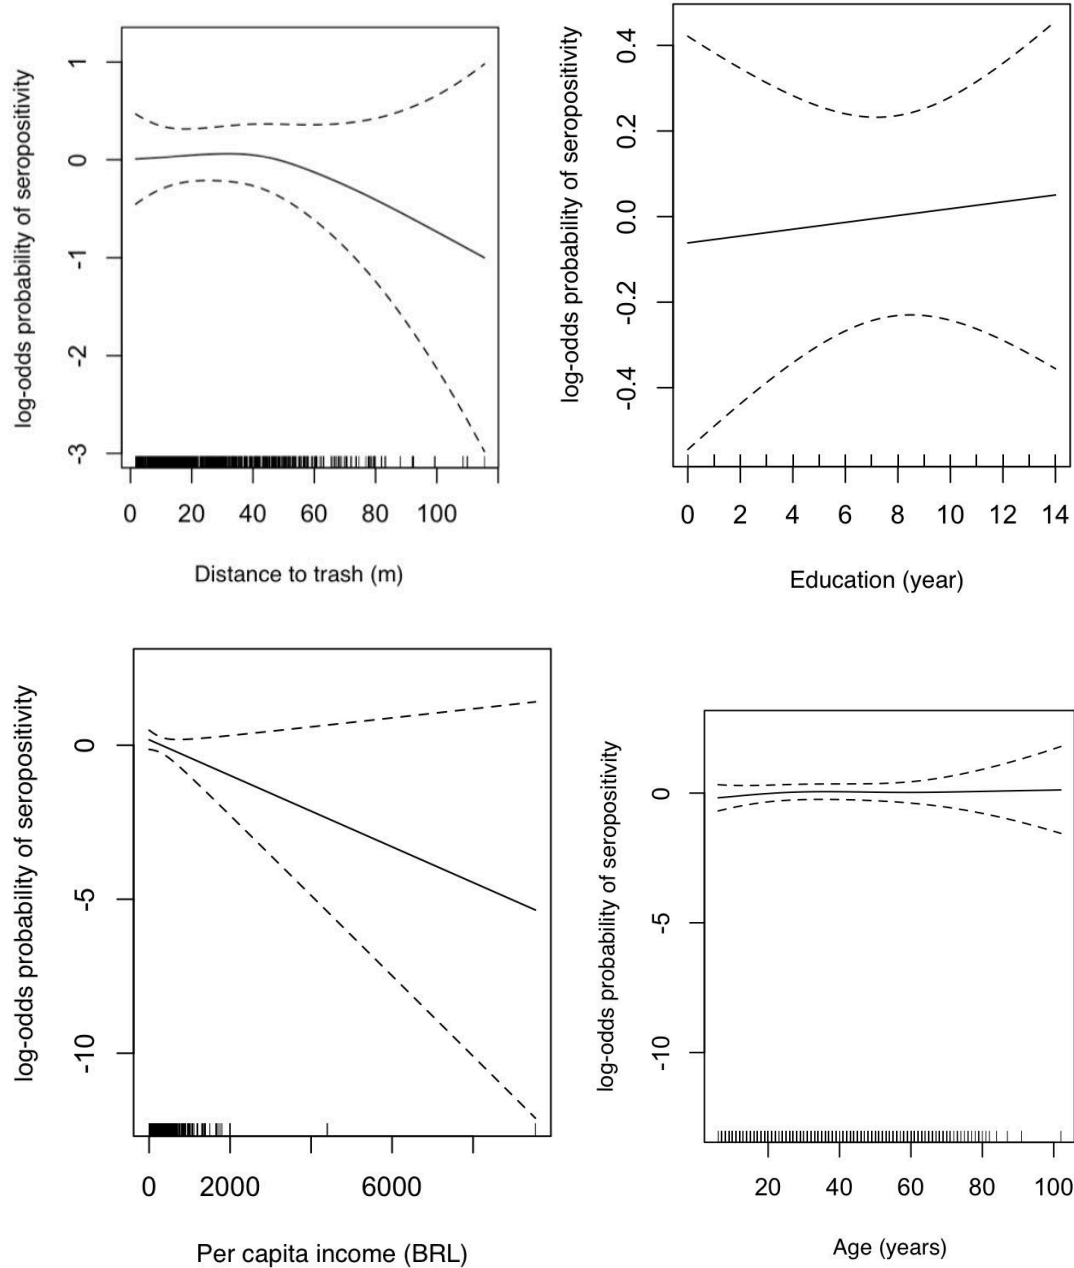 log-odds probability of seropositivity
1
0
-1
-2
-3
0 20 40 60 80 100
Distance to trash (m)
log-odds probability of seropositivity
0.4
0.2
0.0
-0.2
-0.4
0 2 4 6 8 10 12 14
Education (year)
log-odds probability of seropositivity
0
-5
-10
0 2000 6000
Per capita income (BRL)
log-odds probability of seropositivity
0
-5
-10
20 40 60 80 100
Age (years)